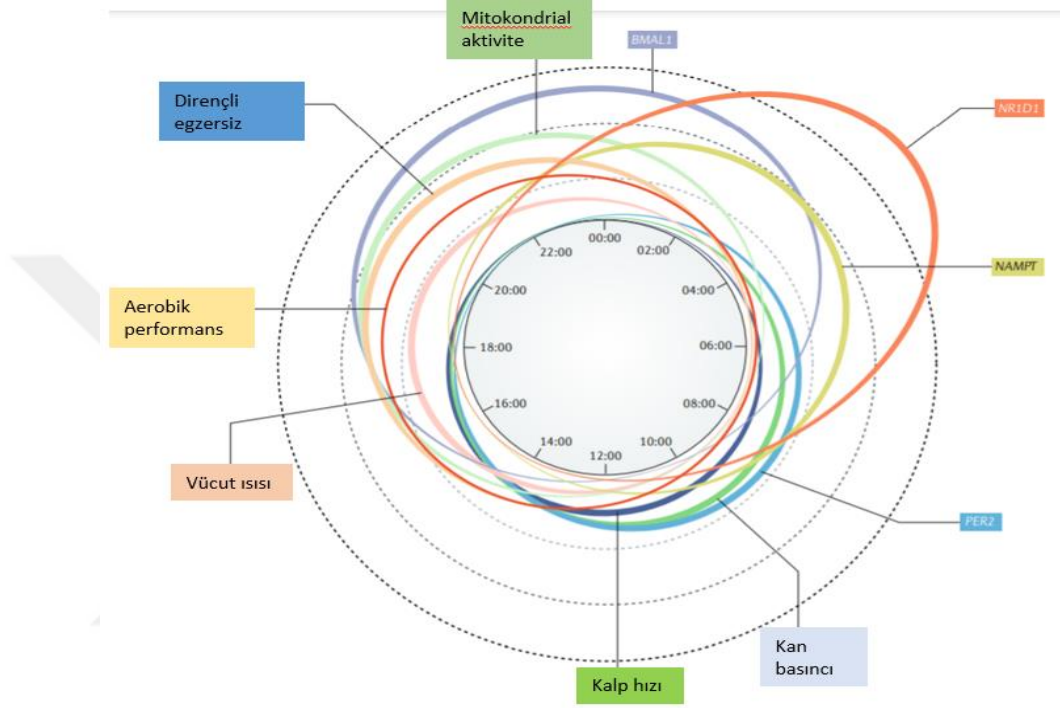 Mitokondrial
aktivite
BMAL1
Dirençli
egzersiz
NR1D1
00:00
22:00
02:00
20:00
04:00
NAMPT
Aerobik
performans
18:00
06:00
16:00
08:00
14:00
10:00
12:00
Vücut ısısı
PER2
Kan
basıncı
Kalp hızı